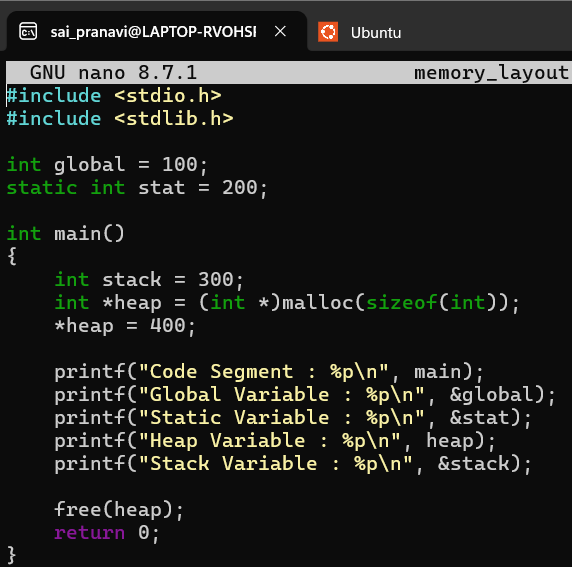 sai_pranavi@LAPTOP-RVOHSI
Ubuntu
GNU nano 8.7.1 memory_layout
#include <stdio.h>
#include <stdlib.h>
int global = 100;
static int stat = 200;
int main()
{
    int stack = 300;
    int *heap = (int *)malloc(sizeof(int));
    *heap = 400;
    printf("Code Segment : %p\n", main);
    printf("Global Variable : %p\n", &global);
    printf("Static Variable : %p\n", &stat);
    printf("Heap Variable : %p\n", heap);
    printf("Stack Variable : %p\n", &stack);
    free(heap);
    return 0;
}